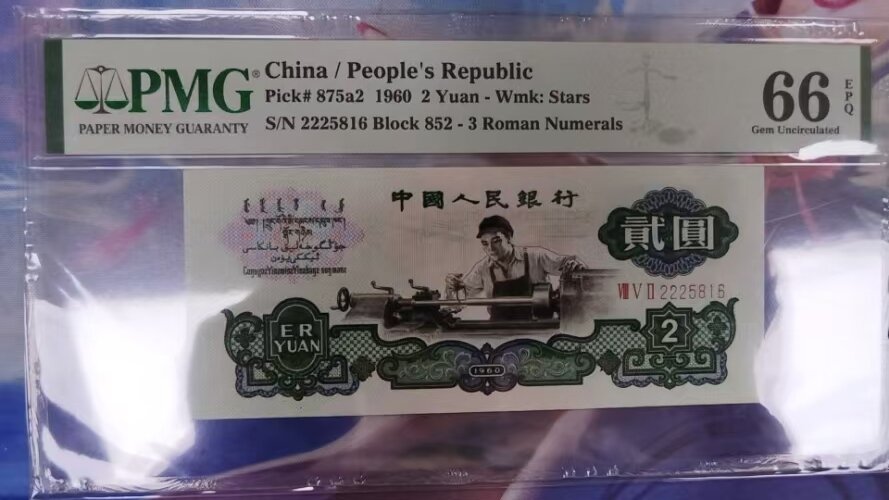 PMG®
PAPER MONEY GUARANTY
China / People's Republic
Pick# 875a2 1960 2 Yuan - Wmk: Stars
S/N 2225816 Block 852 - 3 Roman Numerals
66
EPQ
Gem Uncirculated
中國人民銀行
貳圓
VIII V II 2225816
ER
YUAN
1960
2